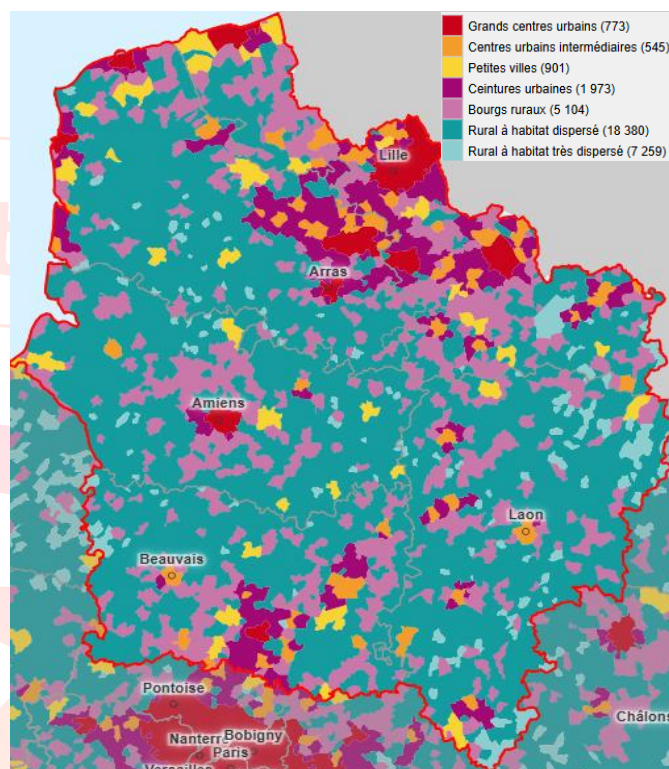 Grands centres urbains (773)
Centres urbains intermédiaires (545)
Petites villes (901)
Ceintures urbaines (1 973)
Bourgs ruraux (5 104)
Rural à habitat dispersé (18 380)
Rural à habitat très dispersé (7 259)
Lille
Arras
Amiens
Laon
Beauvais
Pontoise
Châlons
Bobigny
Paris